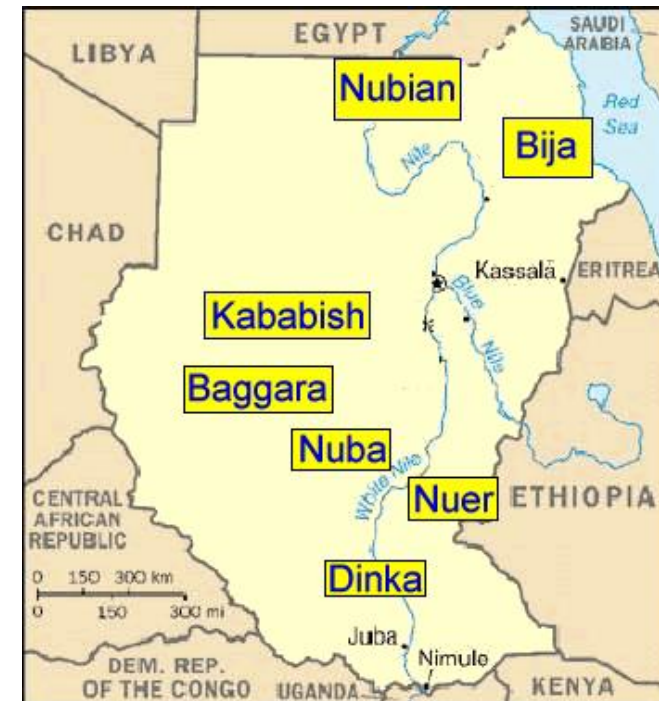 EGYPT
SAUDI
ARAIBIA
LIBYA
Nubian
Red
Sea
Bija
Nile
CHAD
Kassala
ERITREA
Blue
Nile
Kababish
Baggara
Nuba
White Nile
Nuer
ETHIOPIA
CENTRAL
AFRICAN
REPUBLIC
0 150 300 km
0 150 300 mi
Dinka
Juba
Nimule
DEM. REP.
OF THE CONGO
UGANDA
KENYA